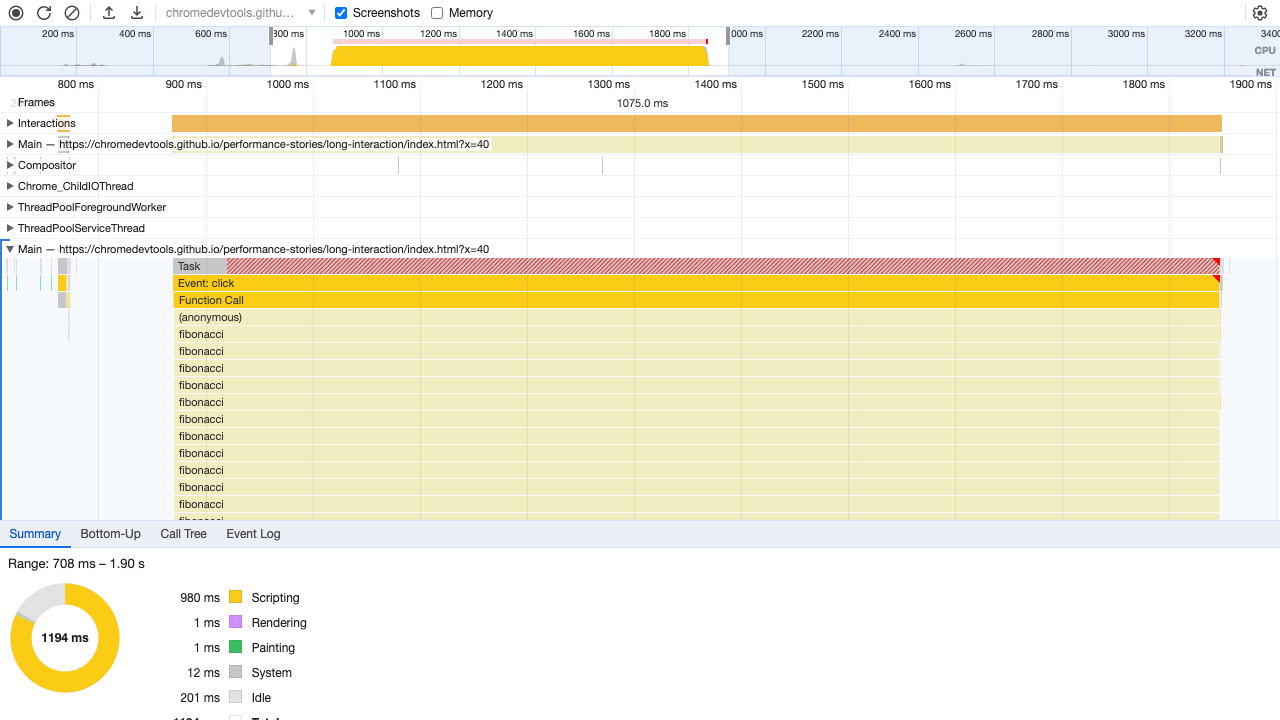 chromedevtools.githu… Screenshots Memory
200 ms 400 ms 600 ms 800 ms 1000 ms 1200 ms 1400 ms 1600 ms 1800 ms 000 ms 2200 ms 2400 ms 2600 ms 2800 ms 3000 ms 3200 ms 3400
CPU
NET
800 ms 900 ms 1000 ms 1100 ms 1200 ms 1300 ms 1400 ms 1500 ms 1600 ms 1700 ms 1800 ms 1900 ms
Frames 1075.0 ms
Interactions
Main — https://chromedevtools.github.io/performance-stories/long-interaction/index.html?x=40
Compositor
Chrome_ChildIOThread
ThreadPoolForegroundWorker
ThreadPoolServiceThread
Main — https://chromedevtools.github.io/performance-stories/long-interaction/index.html?x=40
Task
Event: click
Function Call
(anonymous)
fibonacci
fibonacci
fibonacci
fibonacci
fibonacci
fibonacci
fibonacci
fibonacci
fibonacci
fibonacci
fibonacci
fibonacci
Summary Bottom-Up Call Tree Event Log
Range: 708 ms – 1.90 s
1194 ms
980 ms Scripting
1 ms Rendering
1 ms Painting
12 ms System
201 ms Idle
1194 ms Total